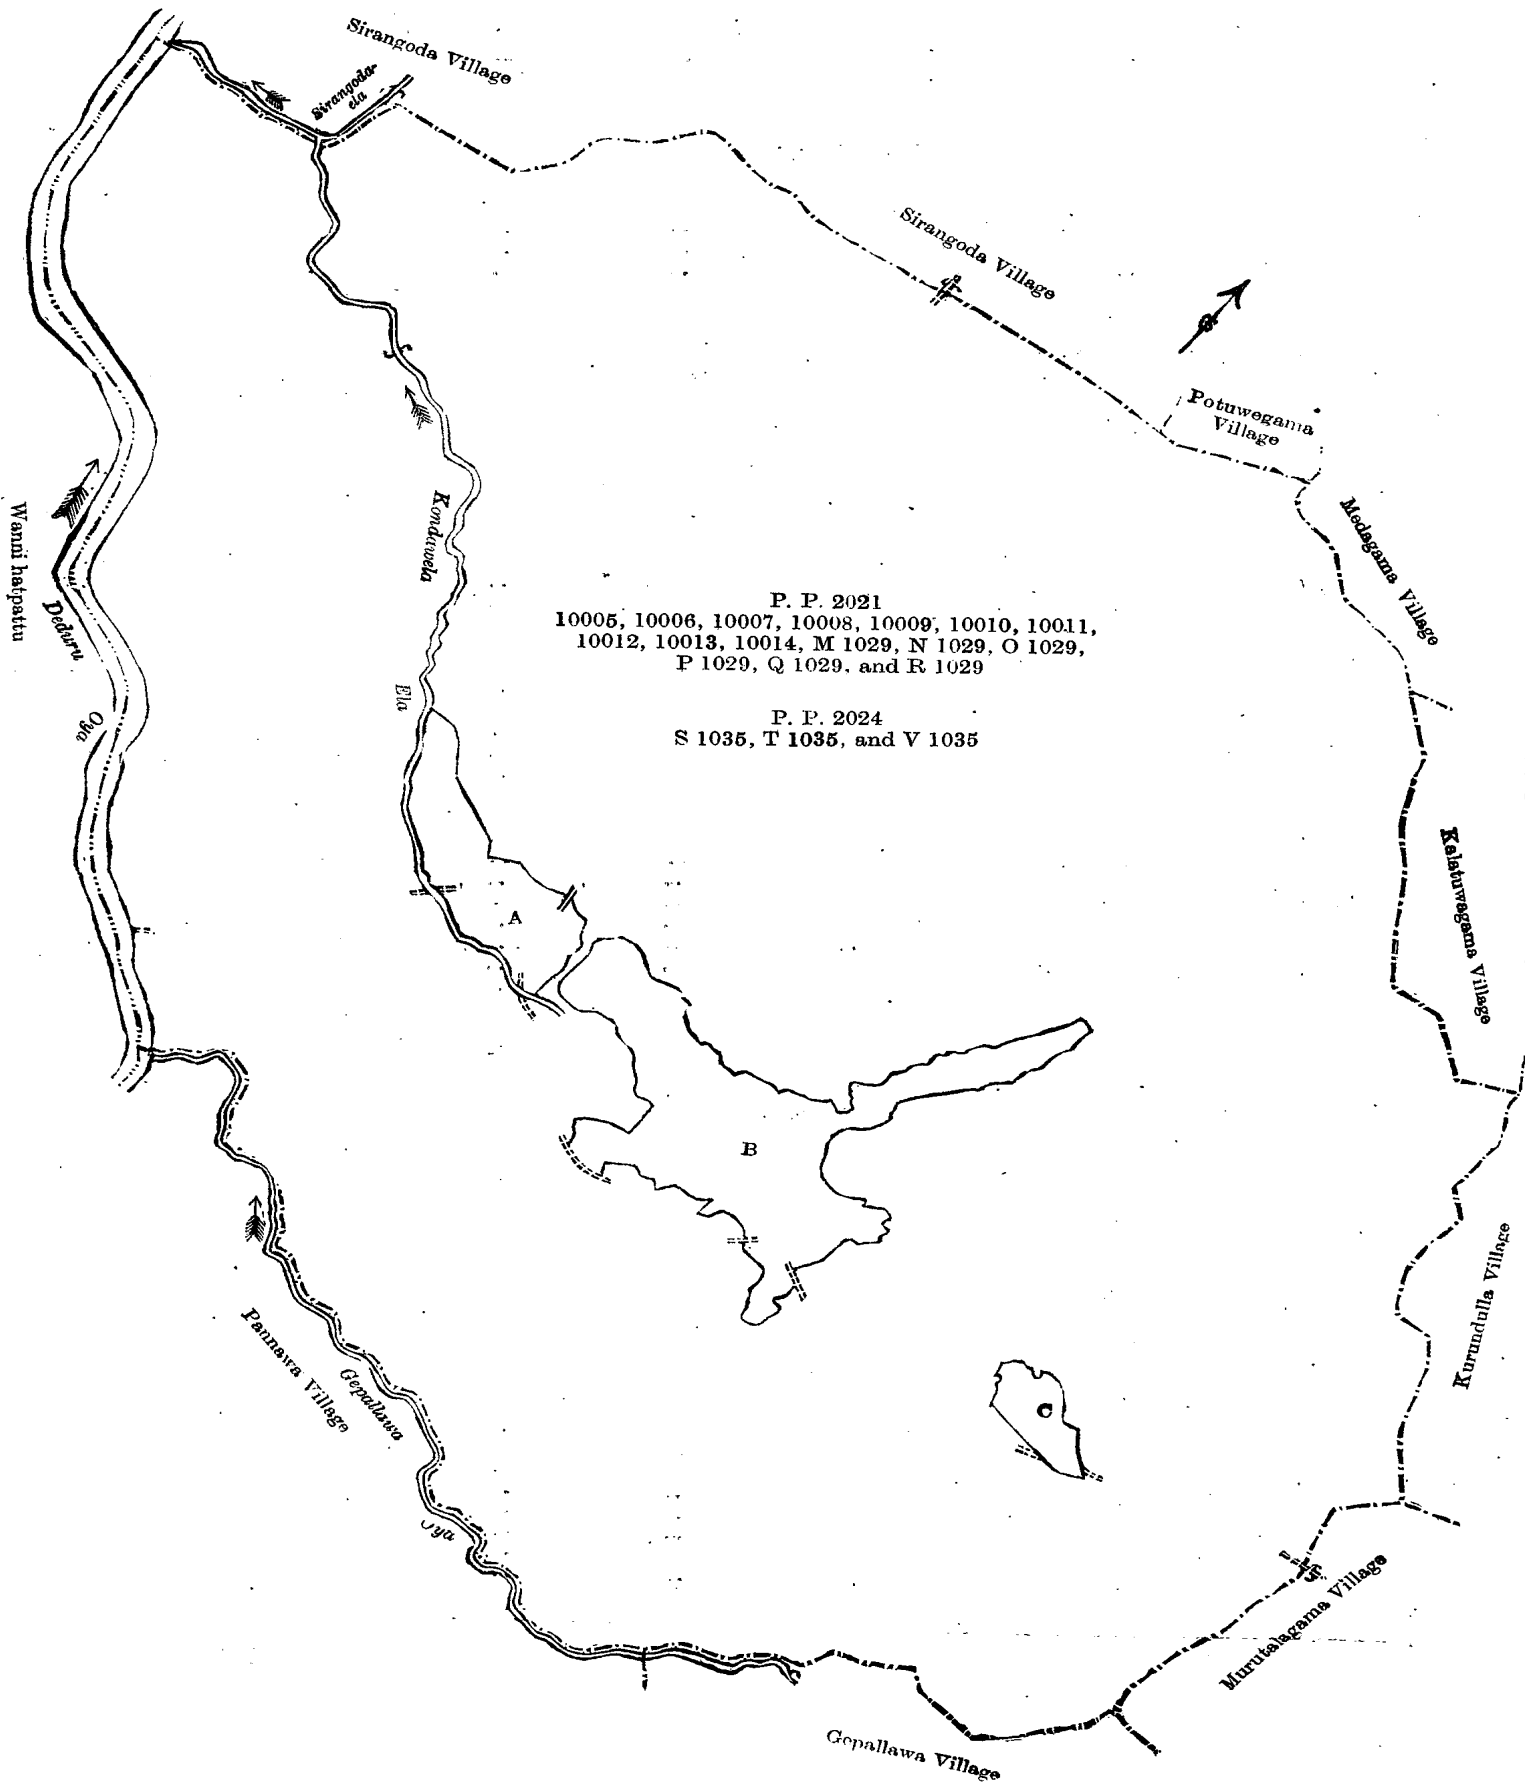 Sirangoda Village
Sirangoda-
ela
Sirangoda Village
Potuwegama
Village
Medagama Village
Wanni hatpattu
Deduru
Oya
Kondawela
Ela
P. P. 2021
10005, 10006, 10007, 10008, 10009, 10010, 10011,
10012, 10013, 10014, M 1029, N 1029, O 1029,
P 1029, Q 1029, and R 1029
P. P. 2024
S 1035, T 1035, and V 1035
Kalatuwagama Village
A
B
Kurundulla Village
Pannawa Village
Gepallawa
Oya
C
Murutalagama Village
Gepallawa Village